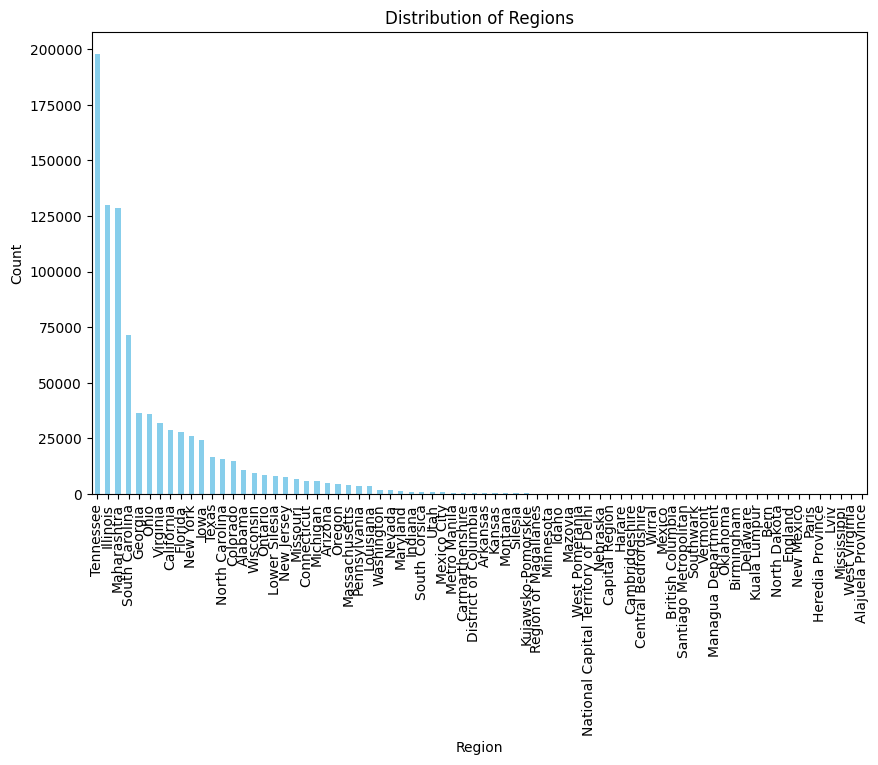 Distribution of Regions
Count
200000
175000
150000
125000
100000
75000
50000
25000
0
Tennessee
Illinois
Maharashtra
South Carolina
Georgia
Ohio
Virginia
California
Florida
New York
Iowa
Texas
North Carolina
Colorado
Alabama
Wisconsin
Ontario
Lower Silesia
New Jersey
Missouri
Connecticut
Michigan
Arizona
Oregon
Massachusetts
Pennsylvania
Louisiana
Washington
Nevada
Maryland
Indiana
South Corsica
Utah
Mexico City
Metro Manila
Carmarthenshire
District of Columbia
Arkansas
Kansas
Montana
Silesia
Kujawsko-Pomorskie
Region of Magallanes
Minnesota
Idaho
Mazovia
West Pomerania
National Capital Territory of Delhi
Nebraska
Capital Region
Harare
Cambridgeshire
Central Bedfordshire
Wirral
Mexico
British Columbia
Santiago Metropolitan
Southwark
Vermont
Managua Department
Oklahoma
Birmingham
Delaware
Kuala Lumpur
Bern
North Dakota
England
New Mexico
Paris
Heredia Province
Lviv
Mississippi
West Virginia
Alajuela Province
Region